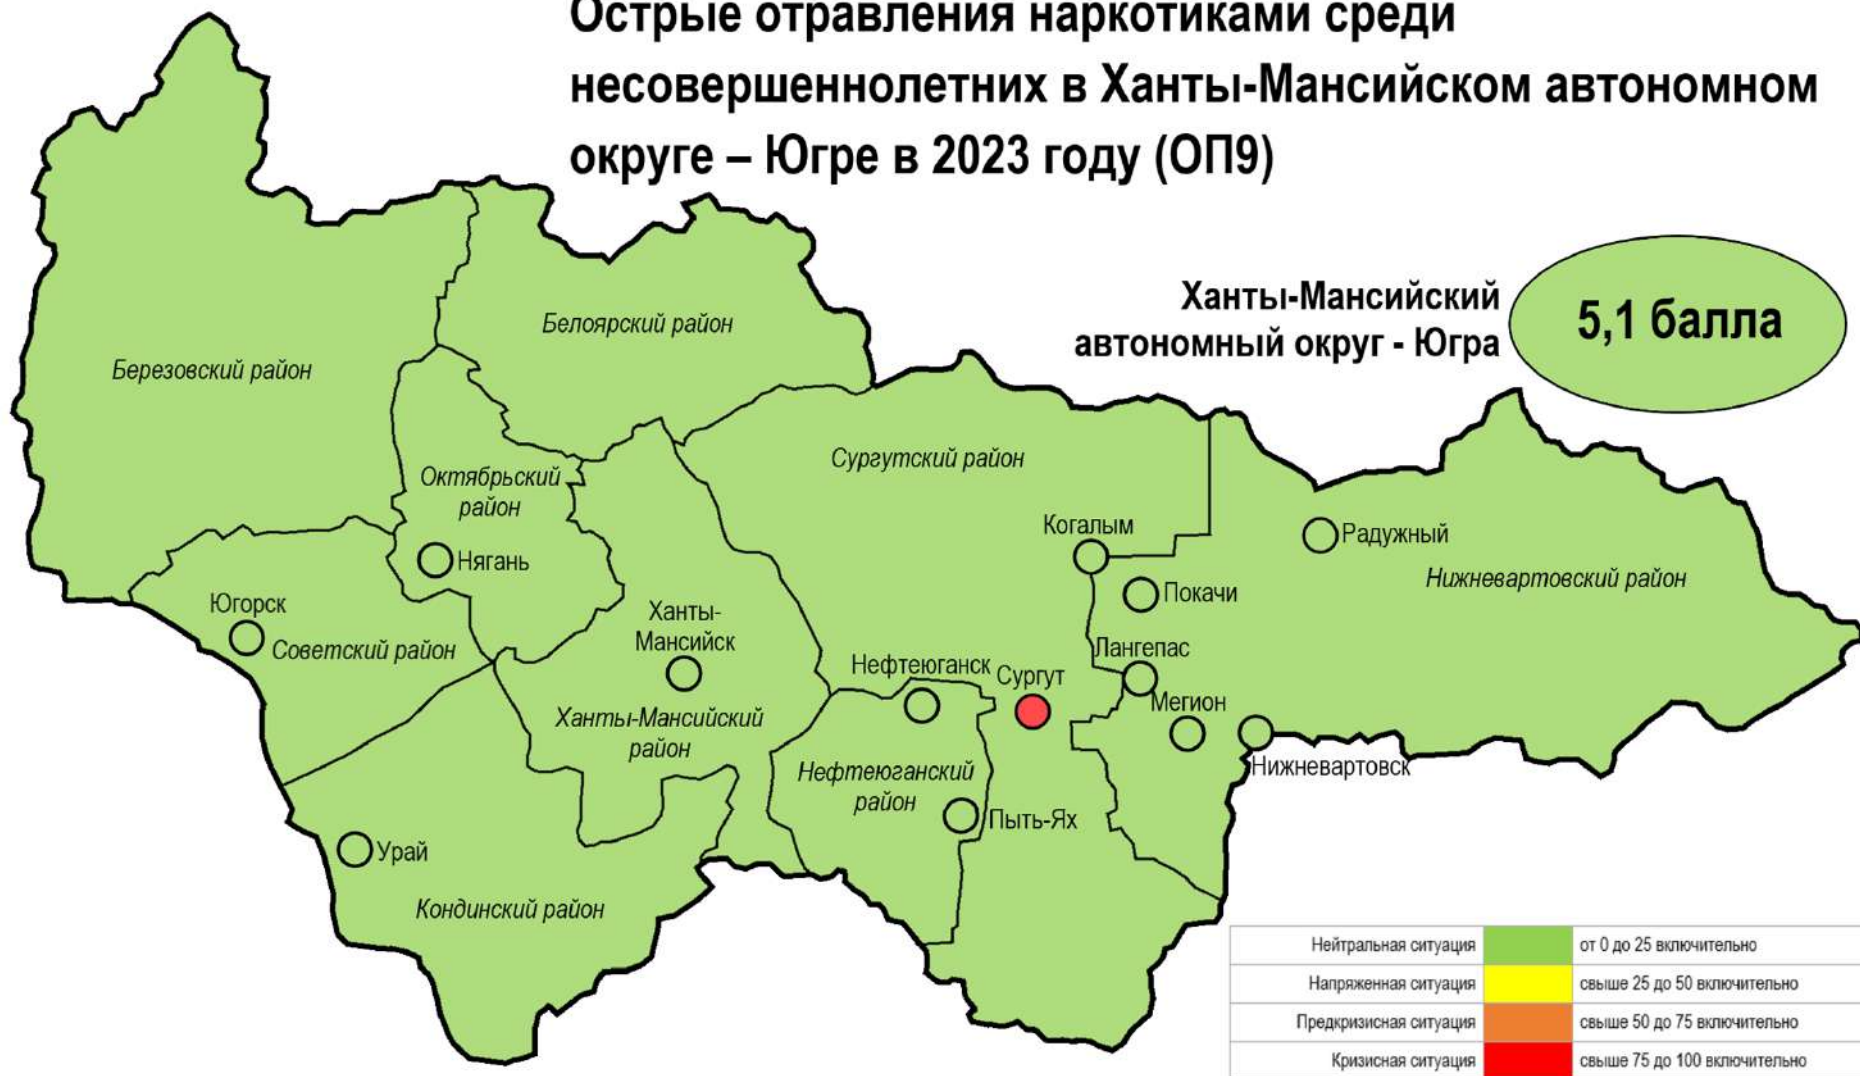 Острые отравления наркотиками среди
несовершеннолетних в Ханты-Мансийском автономном
округе – Югре в 2023 году (ОП9)
Ханты-Мансийский
автономный округ - Югра
5,1 балла
Березовский район
Белоярский район
Октябрьский
район
Нягань
Сургутский район
Когалым
Радужный
Покачи
Нижневартовский район
Югорск
Советский район
Ханты-
Мансийск
Ханты-Мансийский
район
Нефтеюганск
Сургут
Лангепас
Мегион
Нижневартовск
Нефтеюганский
район
Пыть-Ях
Урай
Кондинский район
Нейтральная ситуация от 0 до 25 включительно
Напряженная ситуация свыше 25 до 50 включительно
Предкризисная ситуация свыше 50 до 75 включительно
Кризисная ситуация свыше 75 до 100 включительно